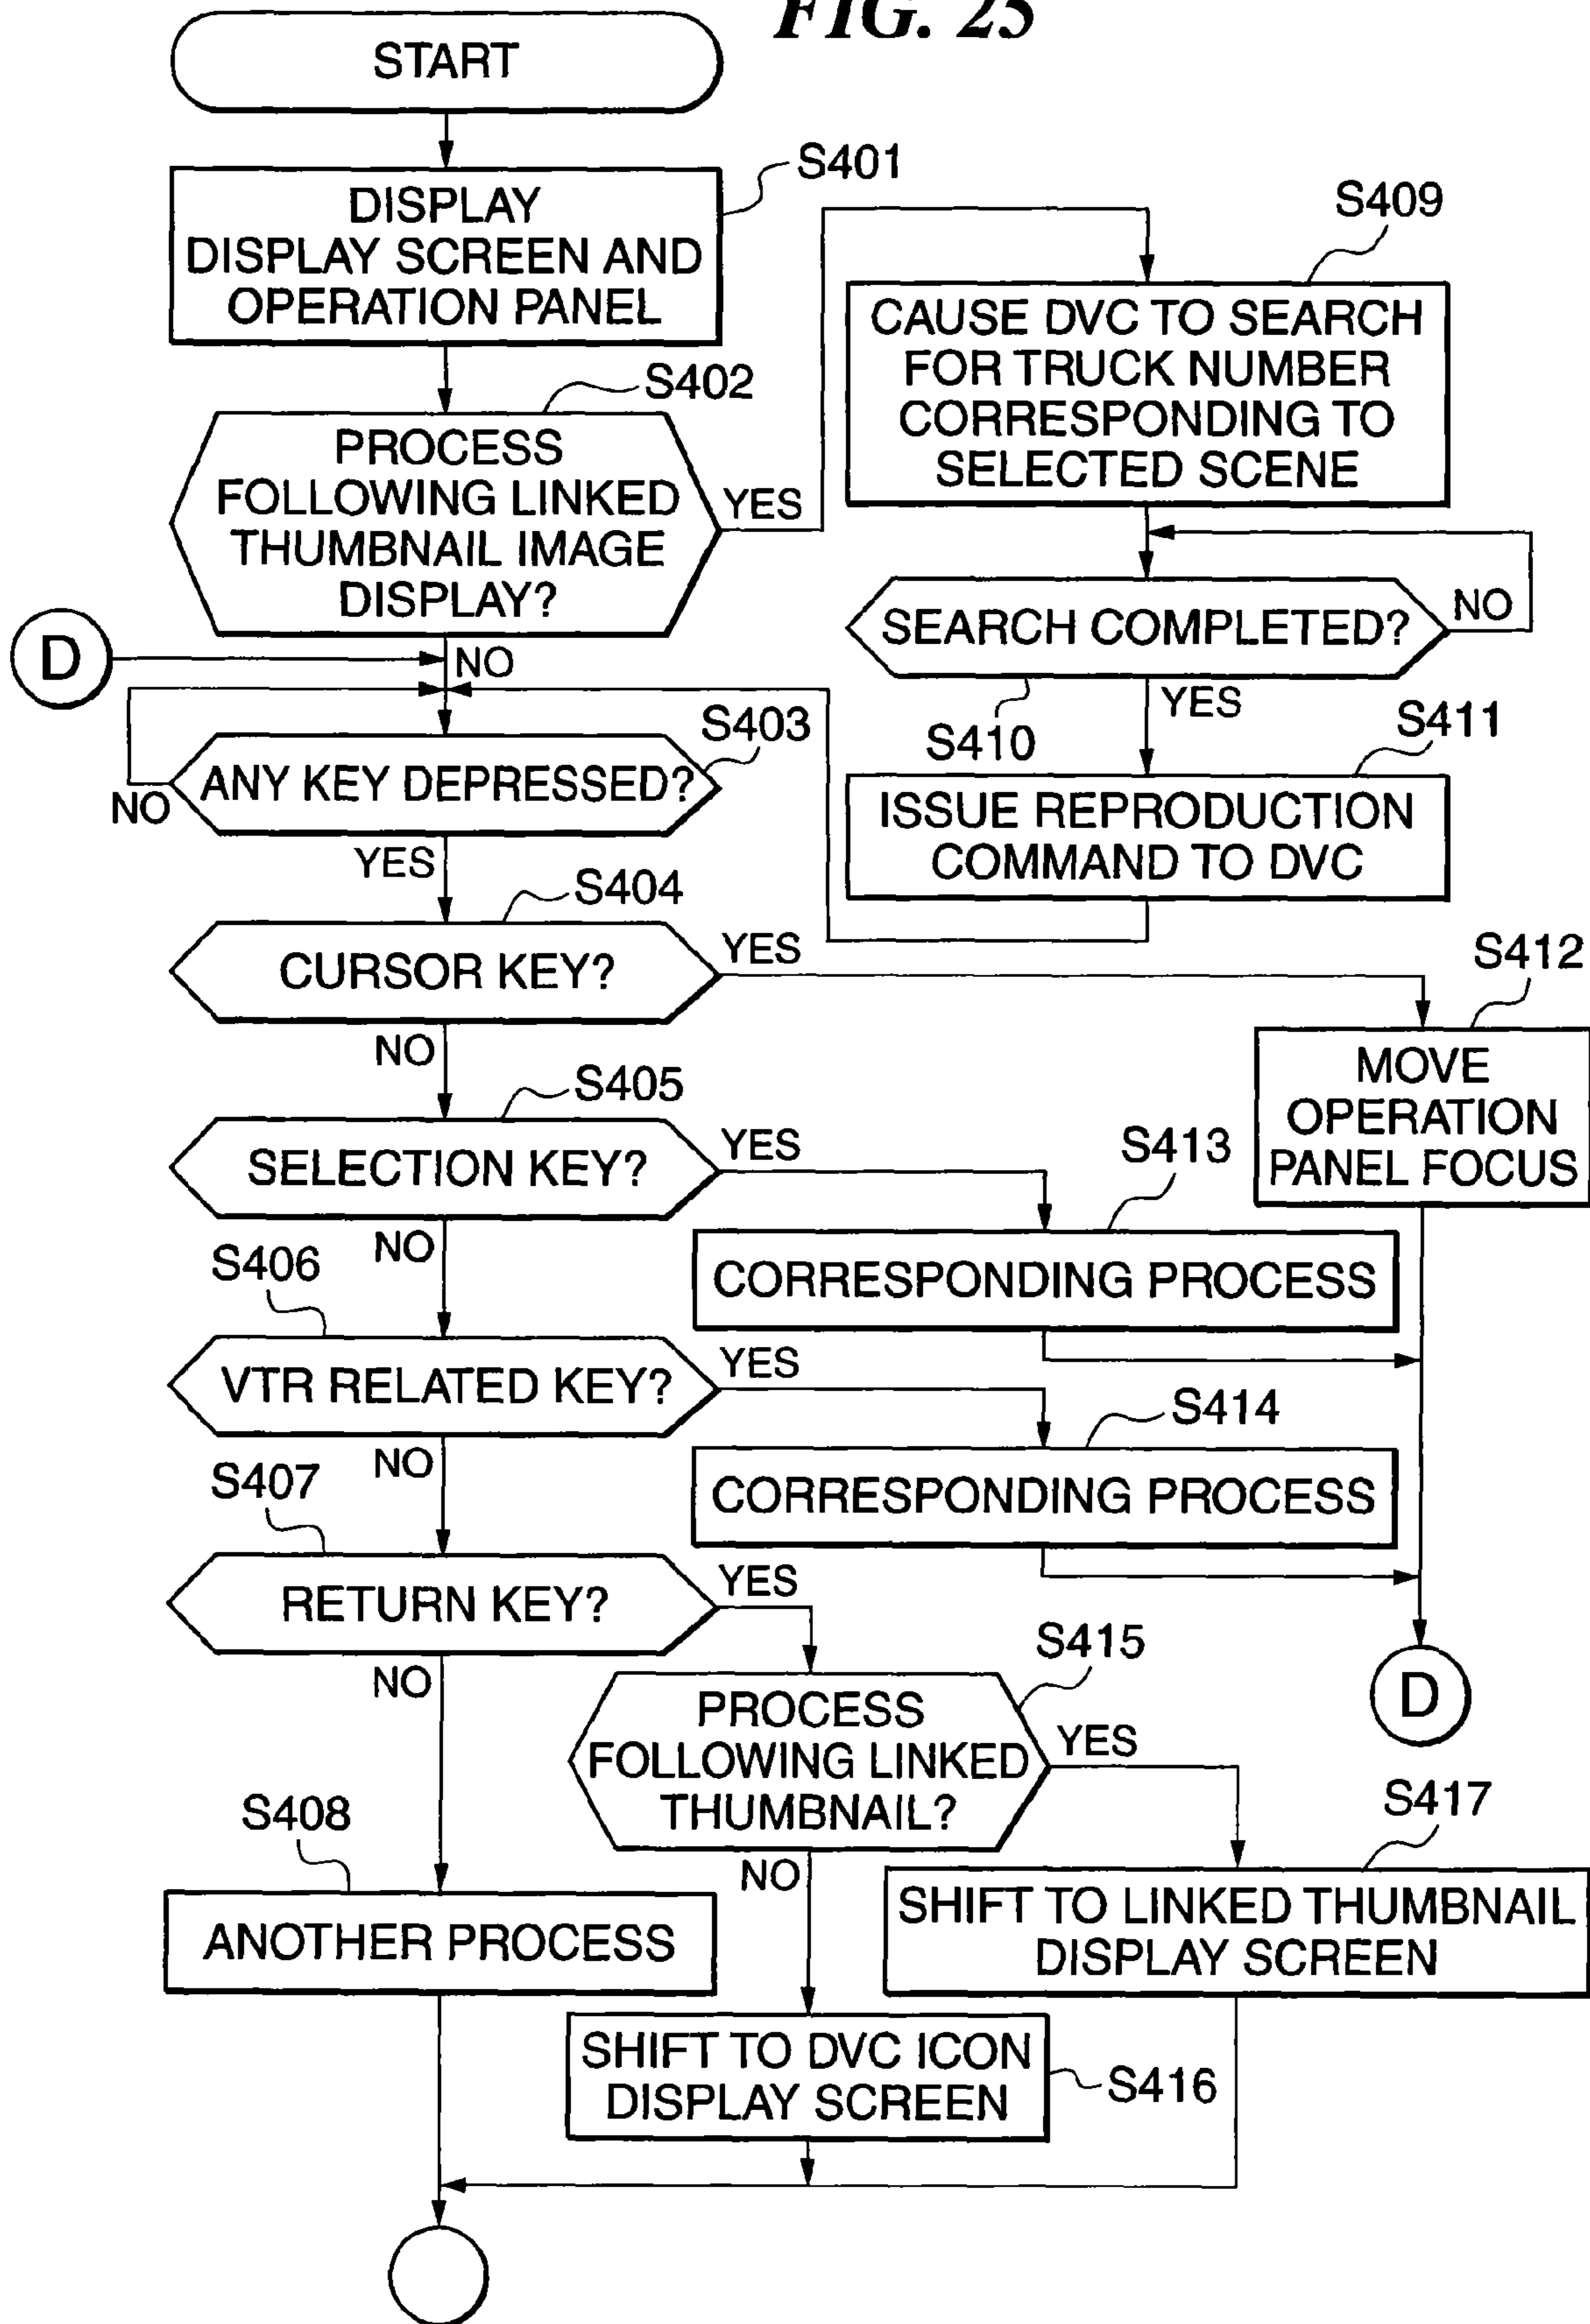 FIG. 25
START
S401
DISPLAY
DISPLAY SCREEN AND
OPERATION PANEL
S402
PROCESS
FOLLOWING LINKED
THUMBNAIL IMAGE
DISPLAY?
YES
NO
D
S409
CAUSE DVC TO SEARCH
FOR TRUCK NUMBER
CORRESPONDING TO
SELECTED SCENE
SEARCH COMPLETED?
NO
S410
YES
S411
ISSUE REPRODUCTION
COMMAND TO DVC
S403
ANY KEY DEPRESSED?
NO
YES
S404
CURSOR KEY?
YES
NO
S412
MOVE
OPERATION
PANEL FOCUS
S405
SELECTION KEY?
YES
NO
S413
CORRESPONDING PROCESS
S406
VTR RELATED KEY?
YES
NO
S414
CORRESPONDING PROCESS
S407
RETURN KEY?
YES
NO
D
S415
PROCESS
FOLLOWING LINKED
THUMBNAIL?
YES
NO
S417
SHIFT TO LINKED THUMBNAIL
DISPLAY SCREEN
S408
ANOTHER PROCESS
SHIFT TO DVC ICON
DISPLAY SCREEN
S416